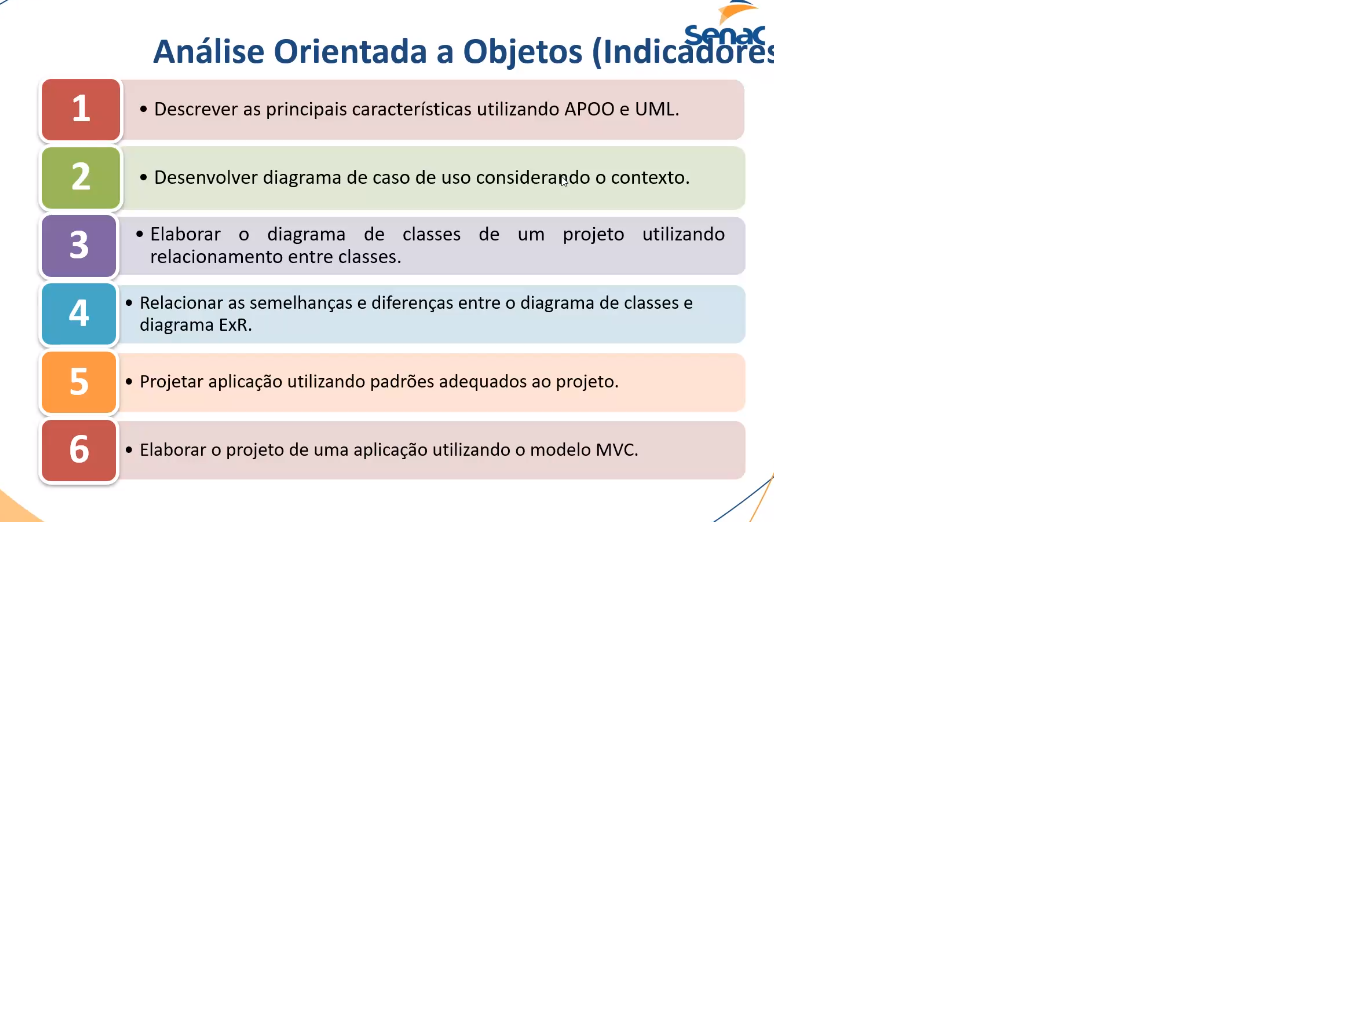 Senac
Análise Orientada a Objetos (Indicadores
1
• Descrever as principais características utilizando APOO e UML.
2
• Desenvolver diagrama de caso de uso considerando o contexto.
3
• Elaborar o diagrama de classes de um projeto utilizando
relacionamento entre classes.
4
• Relacionar as semelhanças e diferenças entre o diagrama de classes e
diagrama ExR.
5
• Projetar aplicação utilizando padrões adequados ao projeto.
6
• Elaborar o projeto de uma aplicação utilizando o modelo MVC.